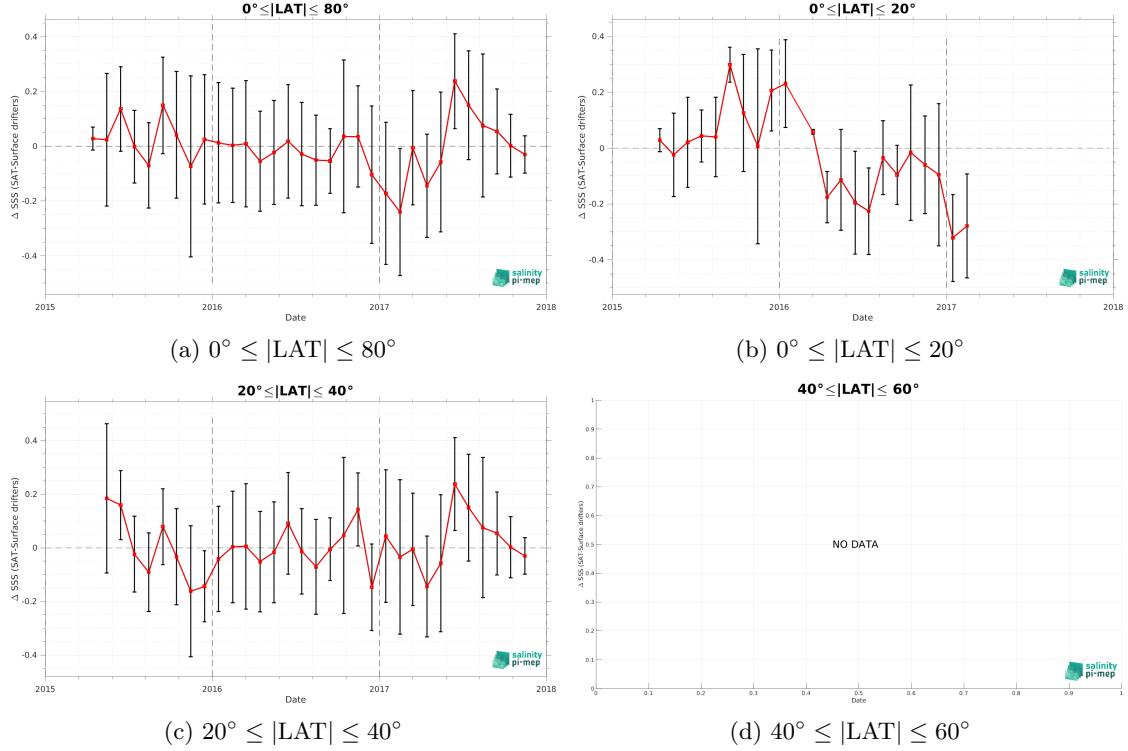 0°≤|LAT|≤ 80°
0.4
0.2
0
-0.2
-0.4
Δ SSS (SAT-Surface drifters)
2015
2016
2017
2018
Date
salinity
pi-mep
(a) 0° ≤ |LAT| ≤ 80°
0°≤|LAT|≤ 20°
0.4
0.2
0
-0.2
-0.4
Δ SSS (SAT-Surface drifters)
2015
2016
2017
2018
Date
salinity
pi-mep
(b) 0° ≤ |LAT| ≤ 20°
20°≤|LAT|≤ 40°
0.4
0.2
0
-0.2
-0.4
Δ SSS (SAT-Surface drifters)
2015
2016
2017
2018
Date
salinity
pi-mep
(c) 20° ≤ |LAT| ≤ 40°
40°≤|LAT|≤ 60°
1
0.9
0.8
0.7
0.6
0.5
0.4
0.3
0.2
0.1
0
Δ SSS (SAT-Surface drifters)
NO DATA
0
0.1
0.2
0.3
0.4
0.5
0.6
0.7
0.8
0.9
1
Date
salinity
pi-mep
(d) 40° ≤ |LAT| ≤ 60°